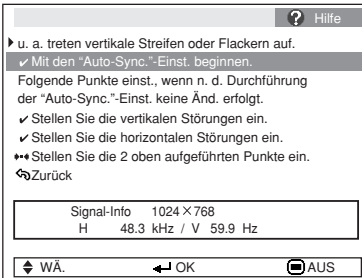 ? Hilfe
u. a. treten vertikale Streifen oder Flackern auf.
✔ Mit den "Auto-Sync."-Einst. beginnen.
Folgende Punkte einst., wenn n. d. Durchführung
der "Auto-Sync."-Einst. keine Änd. erfolgt.
✔ Stellen Sie die vertikalen Störungen ein.
✔ Stellen Sie die horizontalen Störungen ein.
Stellen Sie die 2 oben aufgeführten Punkte ein.
Zurück
Signal-Info 1024×768
H 48.3 kHz / V 59.9 Hz
WÄ. OK AUS